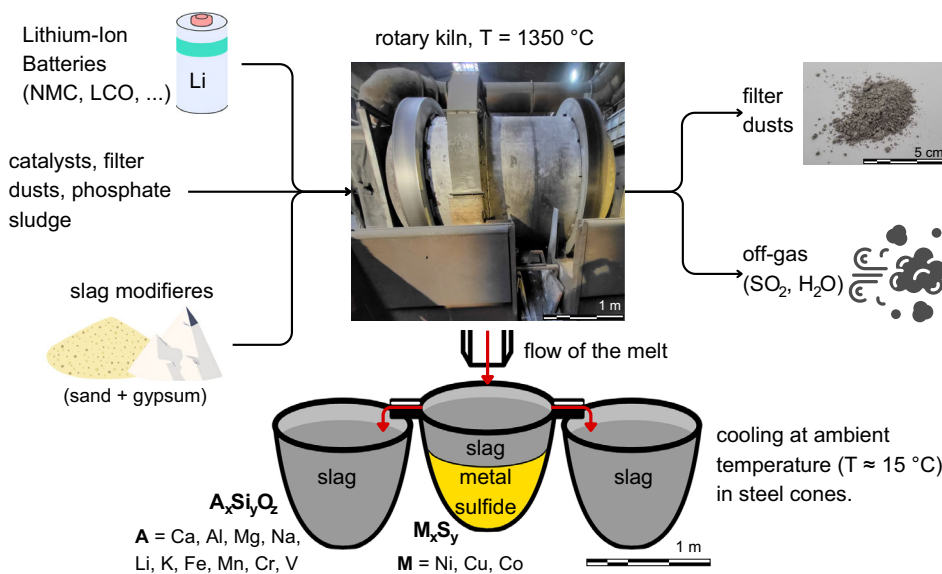 Lithium-Ion
Batteries
(NMC, LCO, ...)
Li
rotary kiln, T = 1350 °C
filter
dusts
5 cm
catalysts, filter
dusts, phosphate
sludge
1 m
off-gas
(SO₂, H₂O)
slag modifieres
(sand + gypsum)
flow of the melt
slag
slag
metal
sulfide
slag
cooling at ambient
temperature (T ≈ 15 °C)
in steel cones.
AₓSiᵧO₂
A = Ca, Al, Mg, Na,
Li, K, Fe, Mn, Cr, V
MₓSᵧ
M = Ni, Cu, Co
1 m